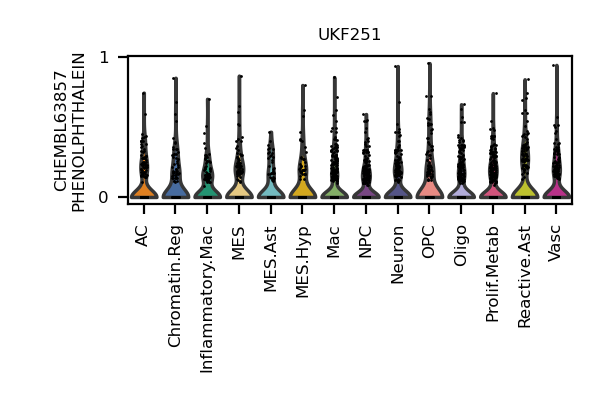 UKF251
CHEMBL63857
PHENOLPHTHALEIN
1
0
AC
Chromatin.Reg
Inflammatory.Mac
MES
MES.Ast
MES.Hyp
Mac
NPC
Neuron
OPC
Oligo
Prolif.Metab
Reactive.Ast
Vasc